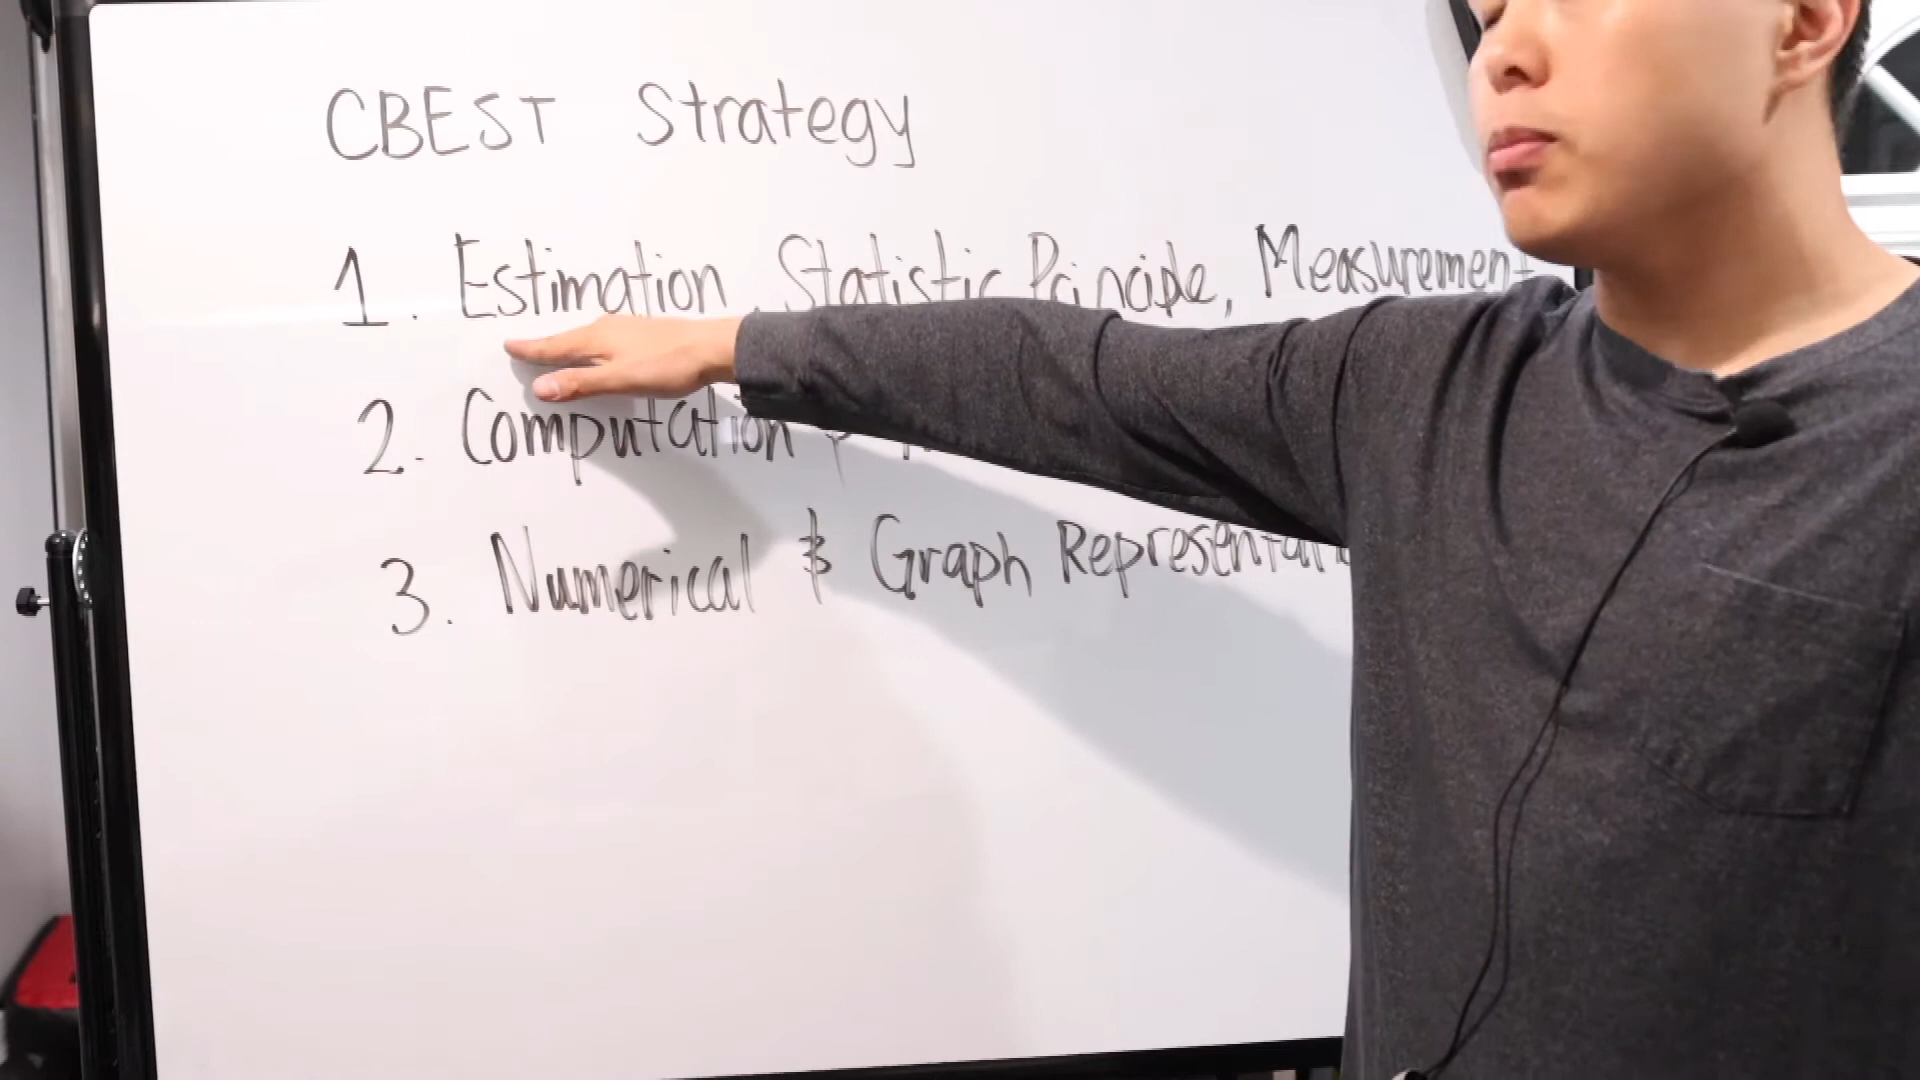 CBEST Strategy
1. Estimation, Statistic Principle, Measurement
2. Computation &
3. Numerical & Graph